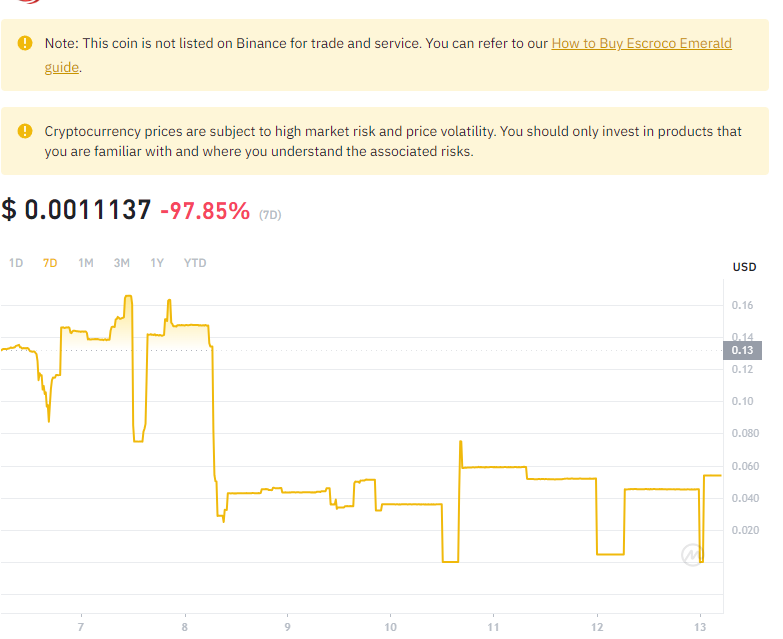 Note: This coin is not listed on Binance for trade and service. You can refer to our How to Buy Escroco Emerald
guide.
Cryptocurrency prices are subject to high market risk and price volatility. You should only invest in products that
you are familiar with and where you understand the associated risks.
$ 0.0011137 -97.85% (7D)
1D 7D 1M 3M 1Y YTD
USD
0.16
0.14
0.13
0.12
0.10
0.080
0.060
0.040
0.020
7 8 9 10 11 12 13